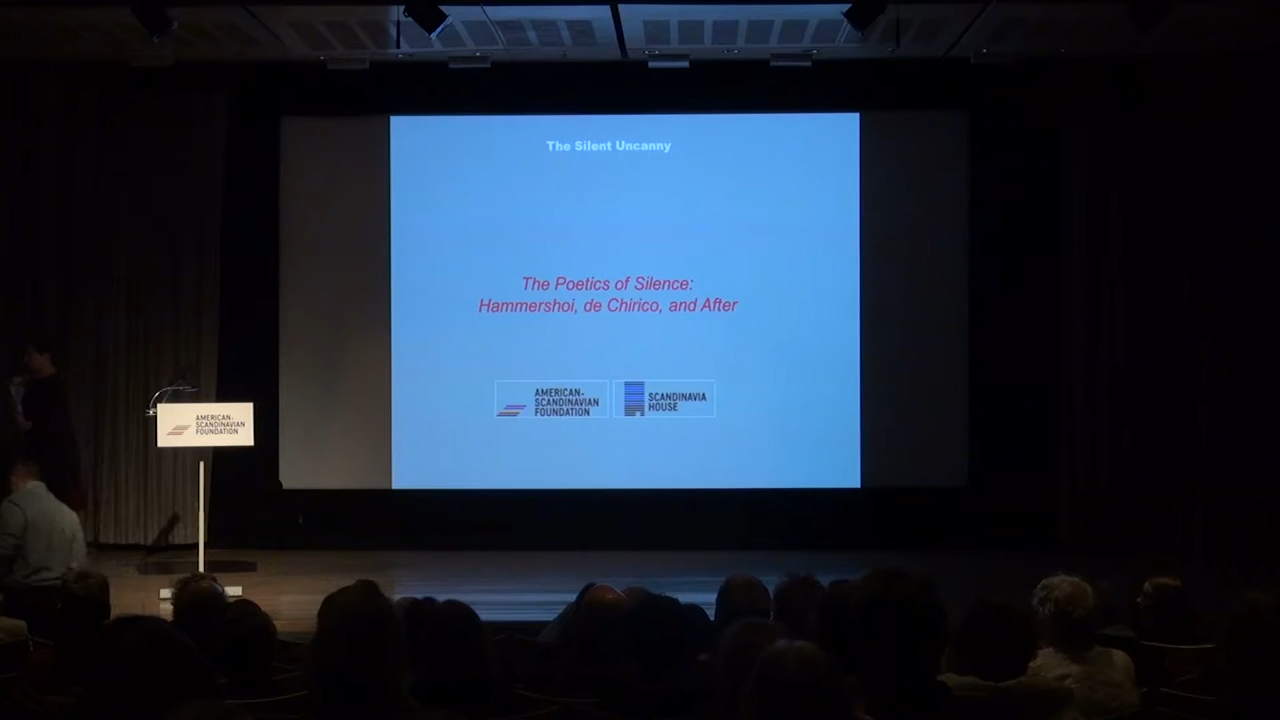 The Silent Uncanny
The Poetics of Silence:
Hammershoi, de Chirico, and After
AMERICAN-
SCANDINAVIAN
FOUNDATION
SCANDINAVIA
HOUSE
AMERICAN-
SCANDINAVIAN
FOUNDATION